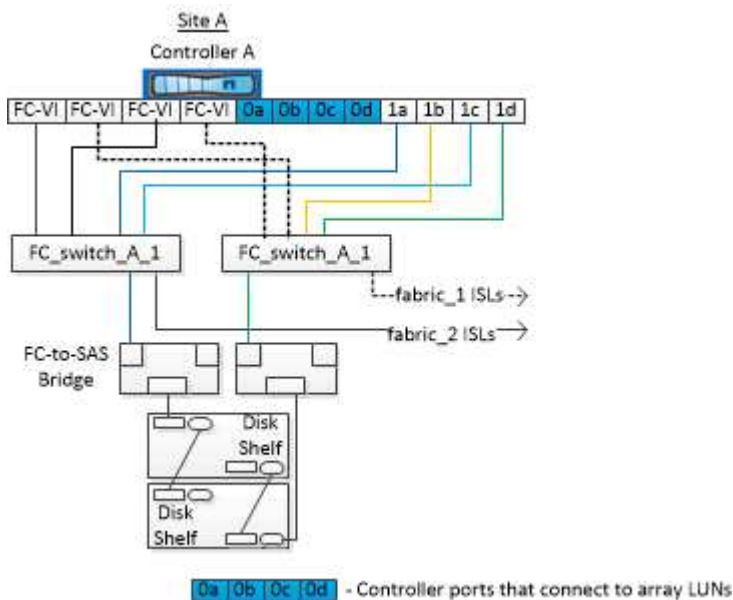 Site A
Controller A
FC-VI FC-VI FC-VI FC-VI 0a 0b 0c 0d 1a 1b 1c 1d
FC_switch_A_1 FC_switch_A_1
fabric_1 ISLs
fabric_2 ISLs
FC-to-SAS
Bridge
Disk
Shelf
Disk
Shelf
0a 0b 0c 0d - Controller ports that connect to array LUNs